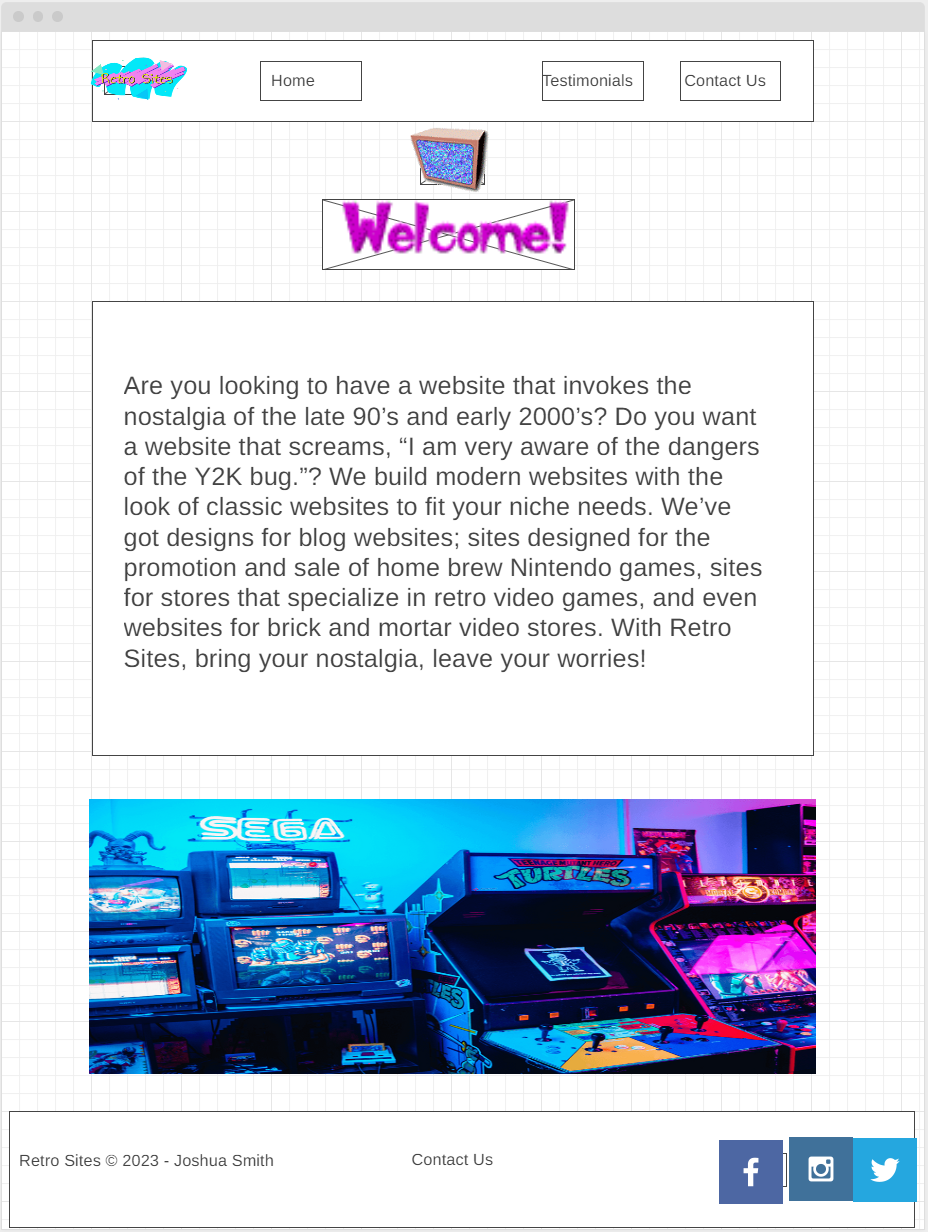 Retro Sites
Home
Testimonials
Contact Us
Welcome!
Are you looking to have a website that invokes the
nostalgia of the late 90’s and early 2000’s? Do you want
a website that screams, “I am very aware of the dangers
of the Y2K bug.”? We build modern websites with the
look of classic websites to fit your niche needs. We’ve
got designs for blog websites; sites designed for the
promotion and sale of home brew Nintendo games, sites
for stores that specialize in retro video games, and even
websites for brick and mortar video stores. With Retro
Sites, bring your nostalgia, leave your worries!
SEGA
TEENAGE MUTANT HERO
TURTLES
Retro Sites © 2023 - Joshua Smith
Contact Us